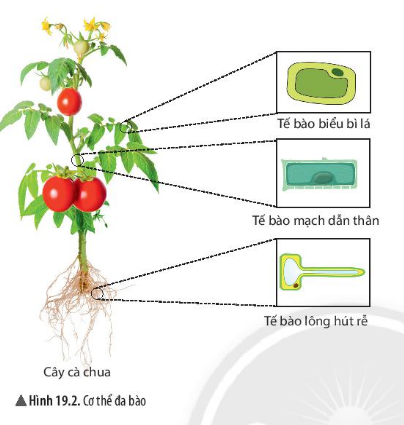 Tế bào biểu bì lá
Tế bào mạch dẫn thân
Tế bào lông hút rễ
Cây cà chua
▲Hình 19.2. Cơ thể đa bào